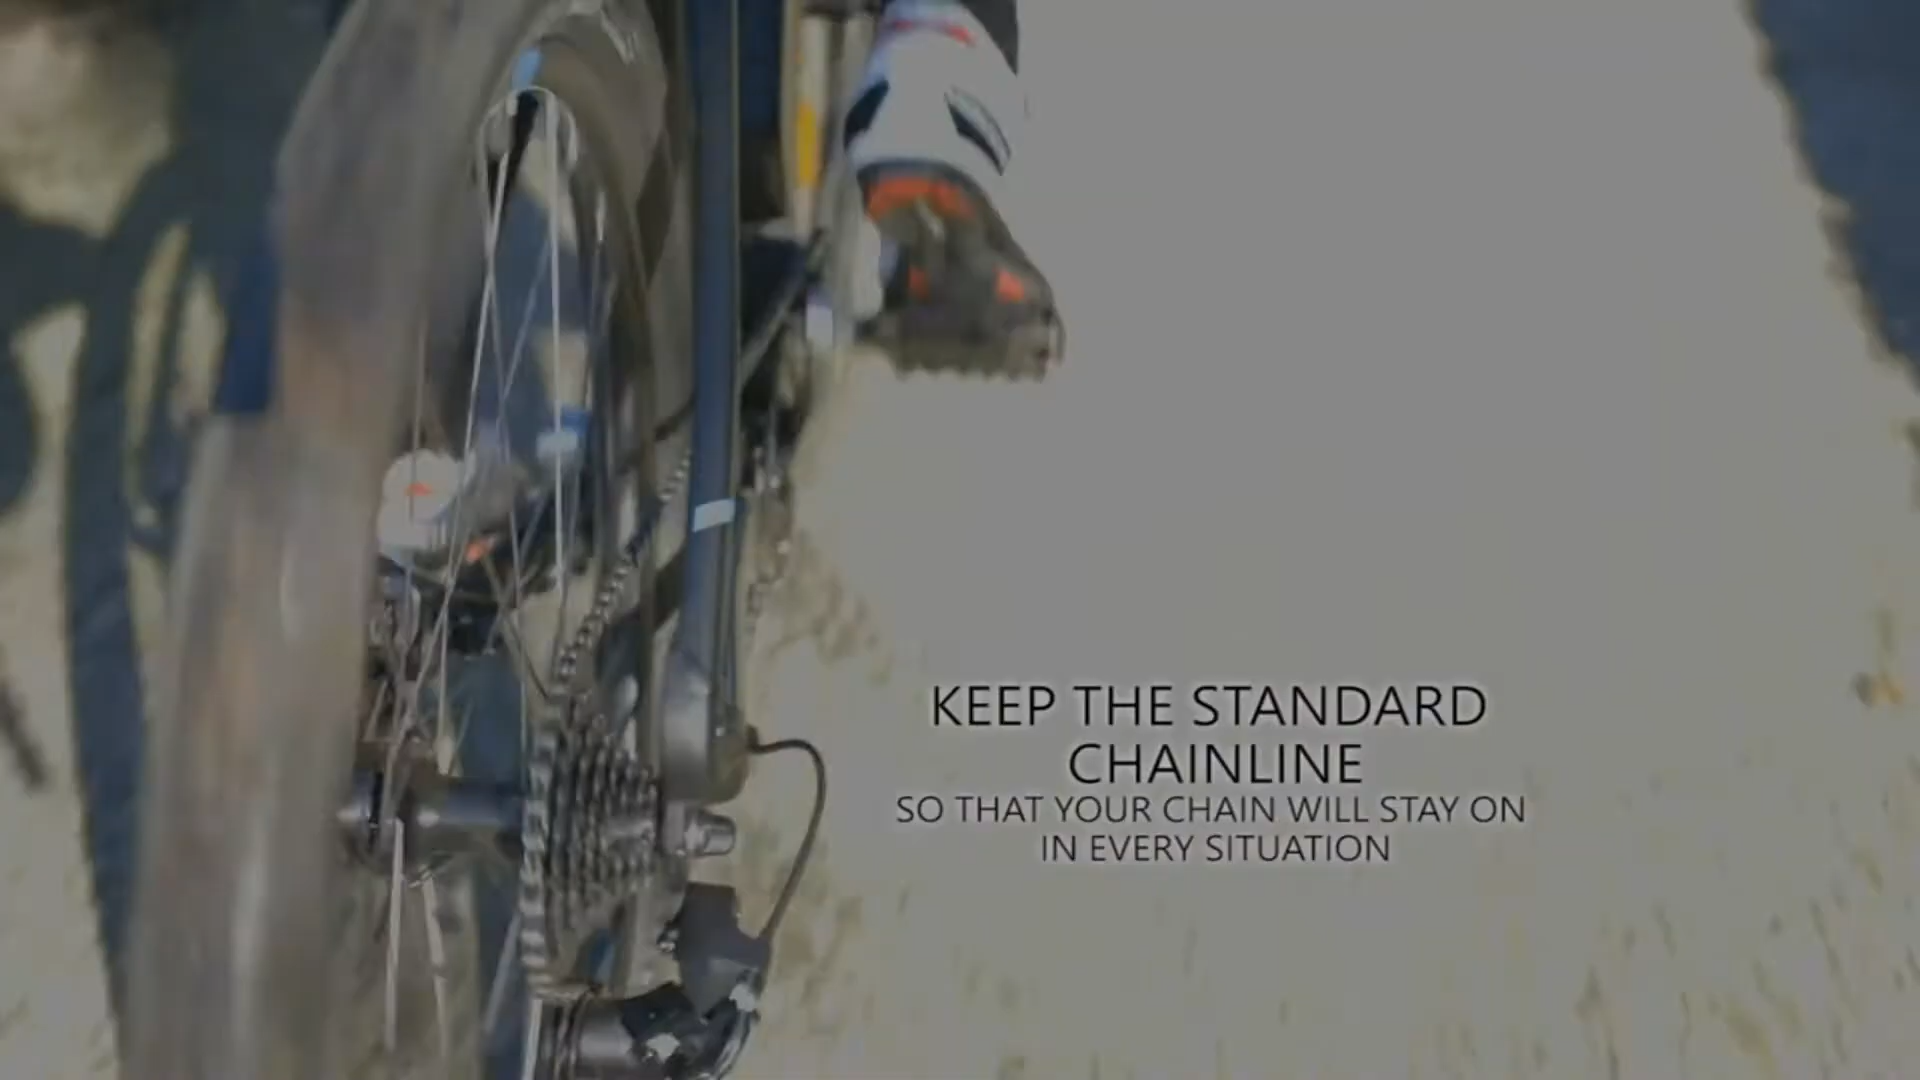 KEEP THE STANDARD
CHAINLINE
SO THAT YOUR CHAIN WILL STAY ON
IN EVERY SITUATION